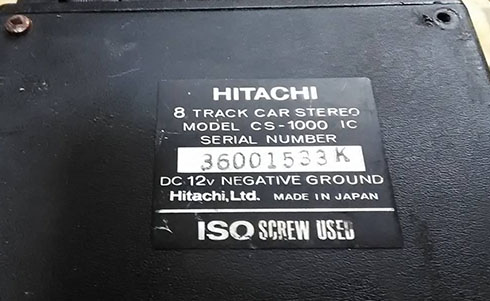 HITACHI
8 TRACK CAR STEREO
MODEL CS-1000 IC
SERIAL NUMBER
36001533K
DC 12v NEGATIVE GROUND
Hitachi, Ltd. MADE IN JAPAN
ISO SCREW USED